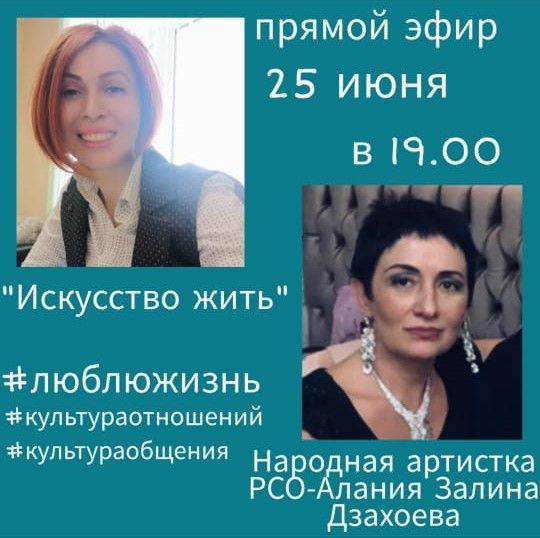 прямой эфир
25 июня
в 19.00
"Искусство жить"
#люблюжизнь
#культураотношений
#культураобщения
Народная артистка
РСО-Алания Залина
Дзахоева